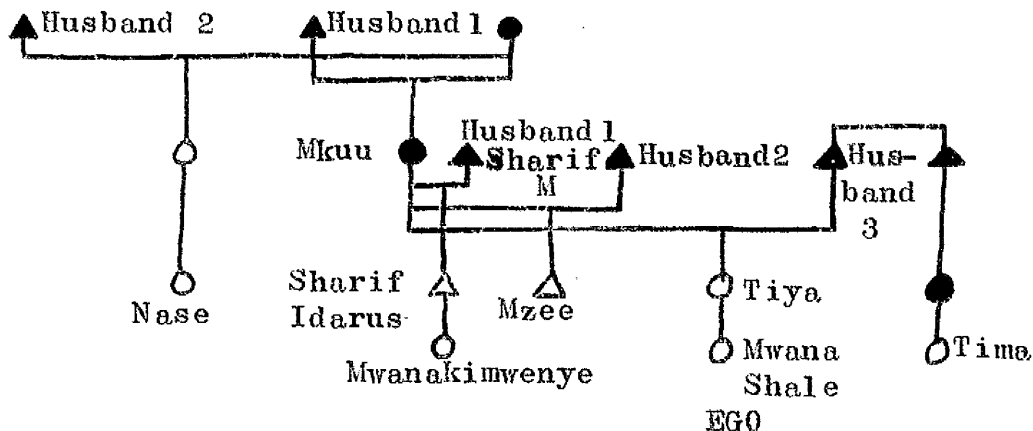 Husband 2
Husband 1
Mkuu
Husband 1
Sharif
M
Husband 2
Hus-
band
3
Nase
Sharif
Idarus
Mwanakimwenye
Mzee
Tiya
Mwana
Shale
EGO
Tima